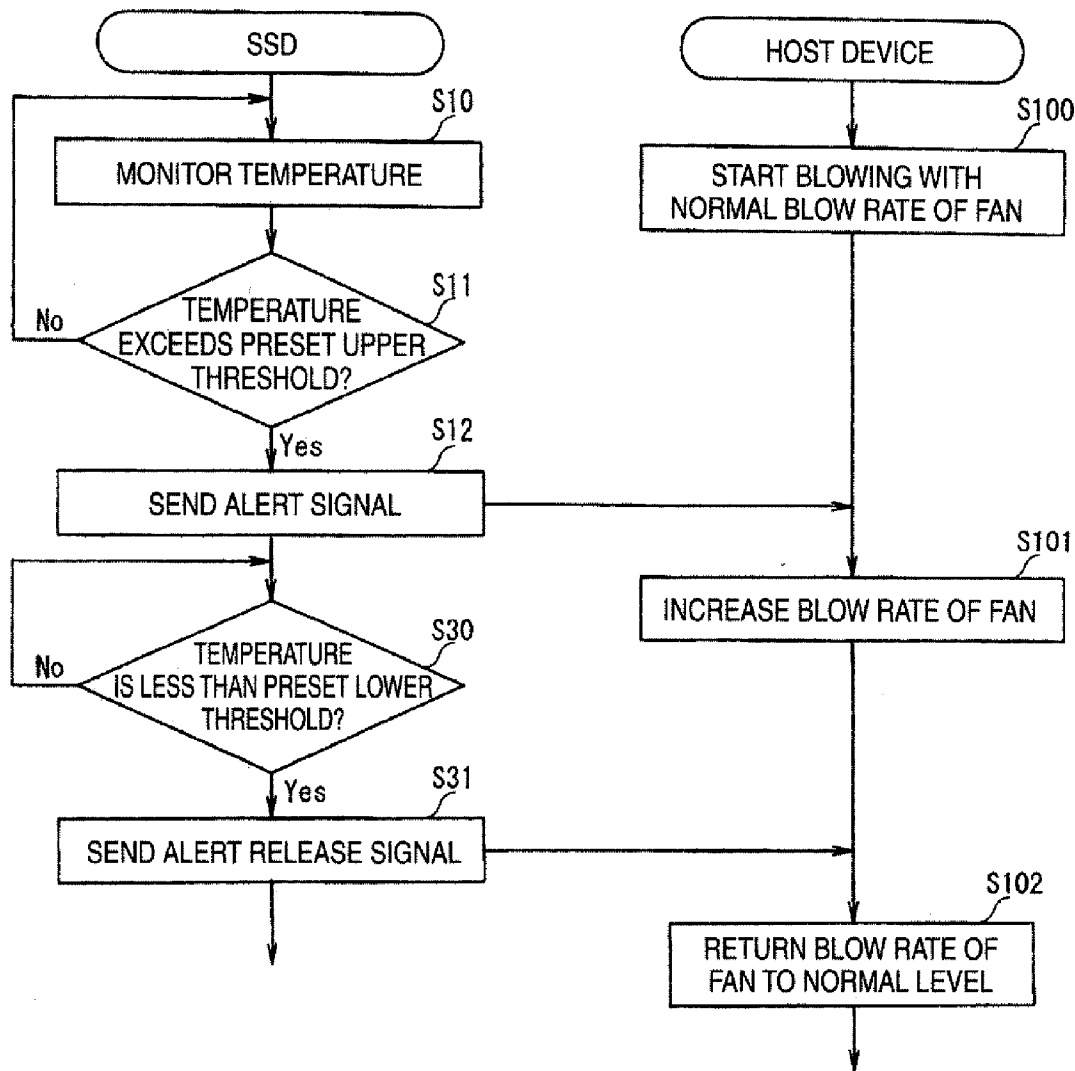 SSD
S10
MONITOR TEMPERATURE
S11
TEMPERATURE
EXCEEDS PRESET UPPER
THRESHOLD?
No
Yes
S12
SEND ALERT SIGNAL
S30
TEMPERATURE
IS LESS THAN PRESET LOWER
THRESHOLD?
No
Yes
S31
SEND ALERT RELEASE SIGNAL
HOST DEVICE
S100
START BLOWING WITH
NORMAL BLOW RATE OF FAN
S101
INCREASE BLOW RATE OF FAN
S102
RETURN BLOW RATE OF
FAN TO NORMAL LEVEL